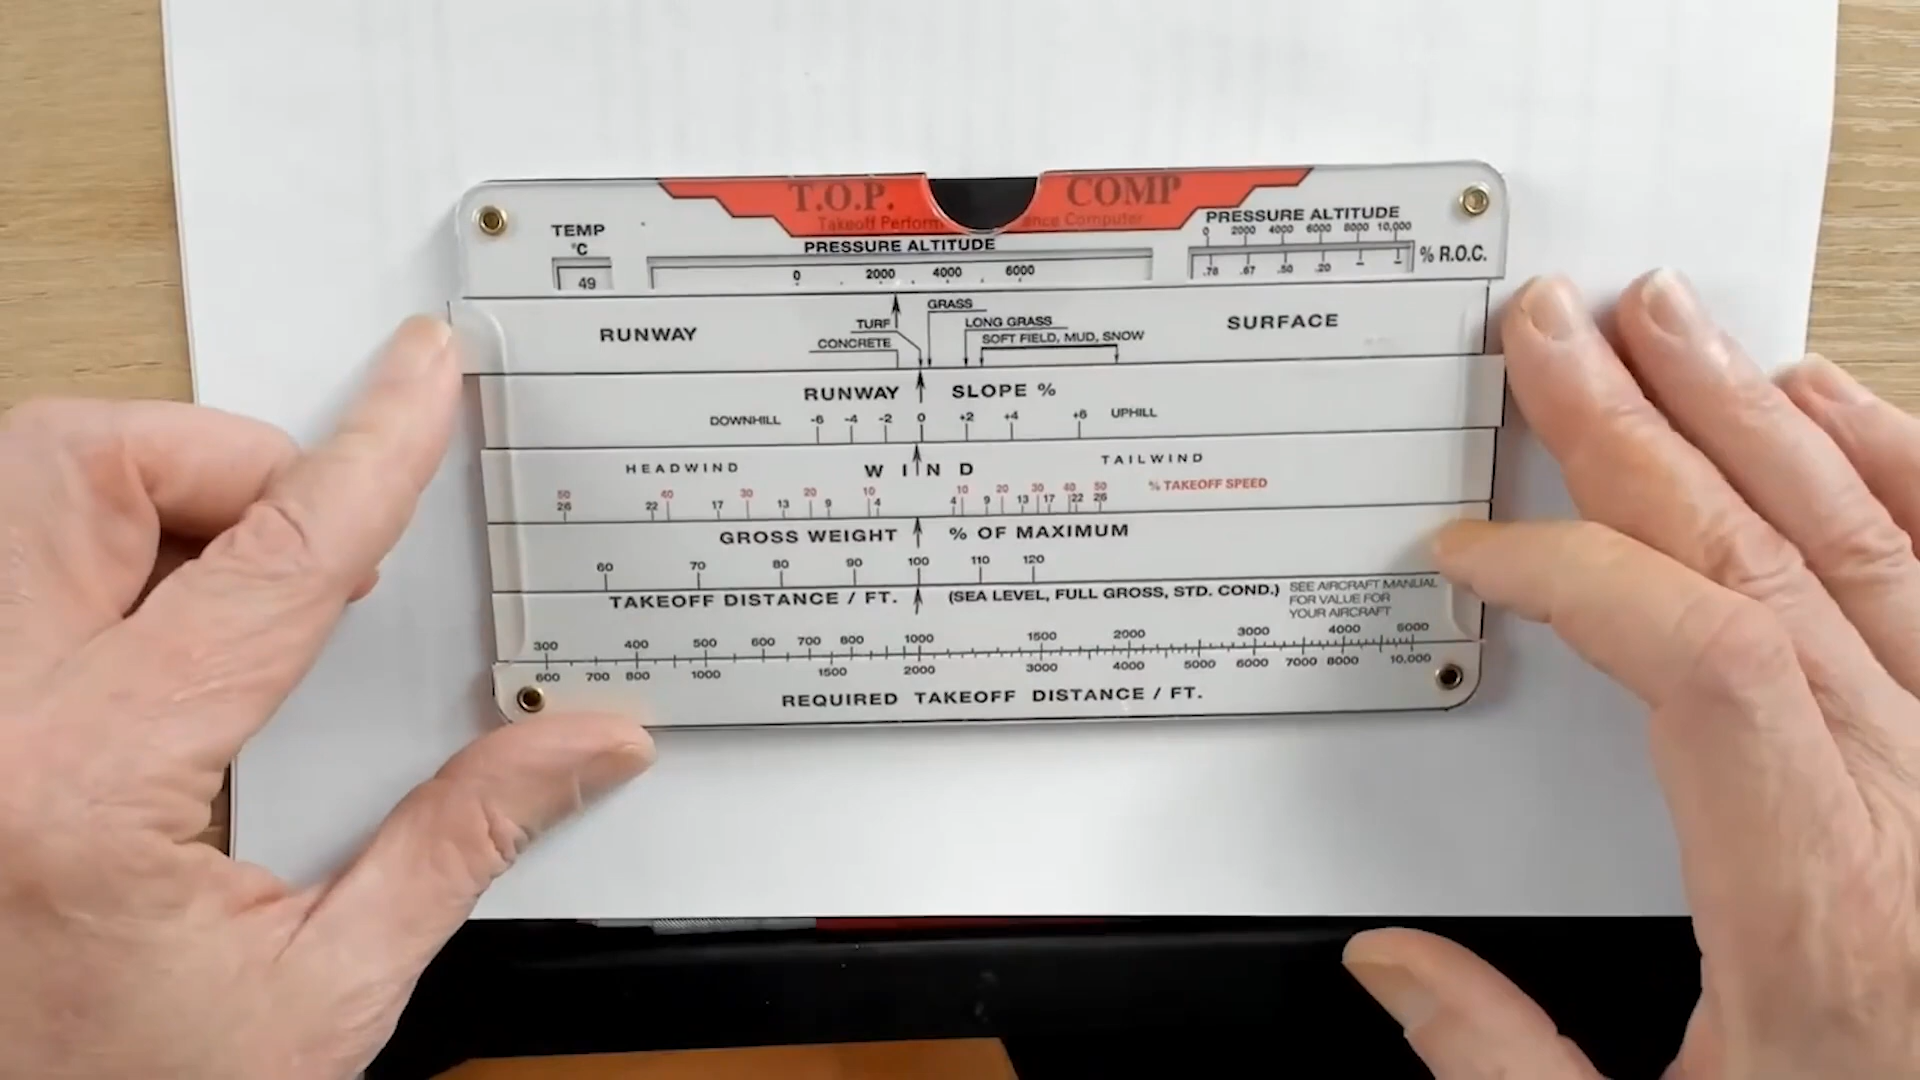 T.O.P. COMP
Takeoff Perform ance Computer
TEMP
°C
49
PRESSURE ALTITUDE
0 2000 4000 6000
PRESSURE ALTITUDE
0 2000 4000 6000 8000 10,000
.78 .67 .50 .20 – –
% R.O.C.
RUNWAY SURFACE
GRASS
TURF LONG GRASS
CONCRETE SOFT FIELD, MUD, SNOW
RUNWAY SLOPE %
DOWNHILL -6 -4 -2 0 +2 +4 +6 UPHILL
HEADWIND WIND TAILWIND
50 40 30 20 10 10 20 30 40 50 % TAKEOFF SPEED
26 22 17 13 9 4 4 9 13 17 22 26
GROSS WEIGHT % OF MAXIMUM
60 70 80 90 100 110 120
TAKEOFF DISTANCE / FT. (SEA LEVEL, FULL GROSS, STD. COND.)
SEE AIRCRAFT MANUAL
FOR VALUE FOR
YOUR AIRCRAFT
300 400 500 600 700 800 1000 1500 2000 3000 4000 5000
600 700 800 1000 1500 2000 3000 4000 5000 6000 7000 8000 10,000
REQUIRED TAKEOFF DISTANCE / FT.